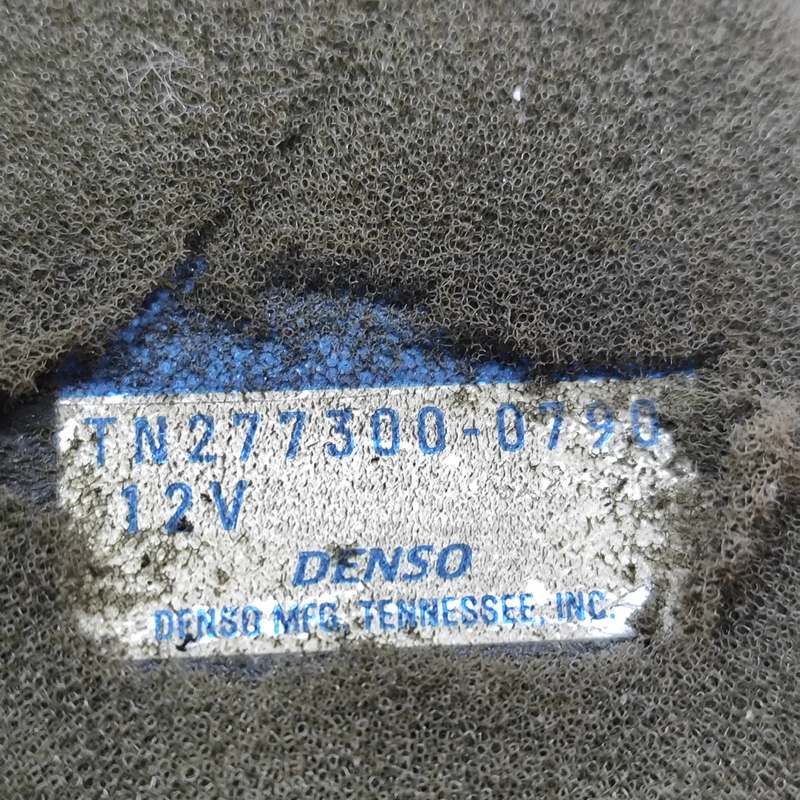 TN277300-0790
12V
DENSO
DENSO MFG. TENNESSEE, INC.